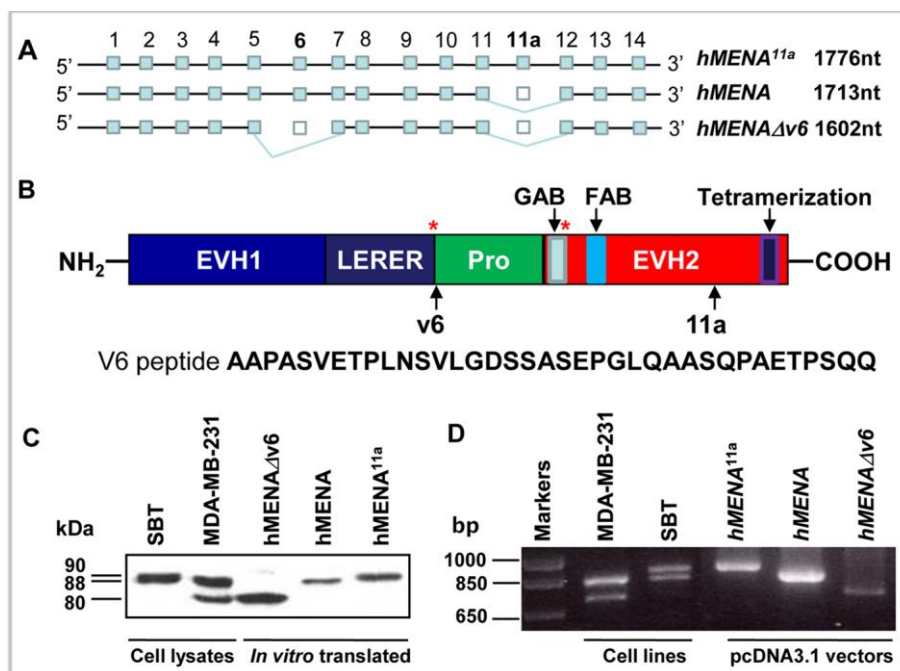 A
1 2 3 4 5 6 7 8 9 10 11 11a 12 13 14
5’ 3’ hMENA11a 1776nt
5’ 3’ hMENA 1713nt
5’ 3’ hMENAΔv6 1602nt
B
GAB FAB Tetramerization
* *
NH2 EVH1 LERER Pro EVH2 COOH
v6 11a
V6 peptide AAPASVETPLNSVLGDSSASEPGLQAASQPAETPSQQ
C
SBT
MDA-MB-231
hMENAΔv6
hMENA
hMENA11a
kDa
90
88
80
Cell lysates In vitro translated
D
Markers
MDA-MB-231
SBT
hMENA11a
hMENA
hMENAΔv6
bp
1000
850
650
Cell lines pcDNA3.1 vectors